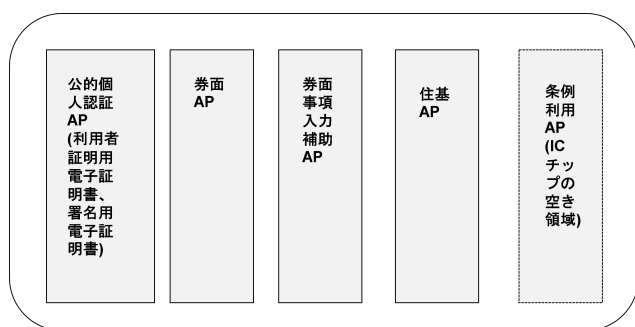 公的個
人認証
AP
(利用者
証明用
電子証
明書、
署名用
電子証
明書)
券面
AP
券面
事項
入力
補助
AP
住基
AP
条例
利用
AP
(IC
チッ
プの
空き
領域)